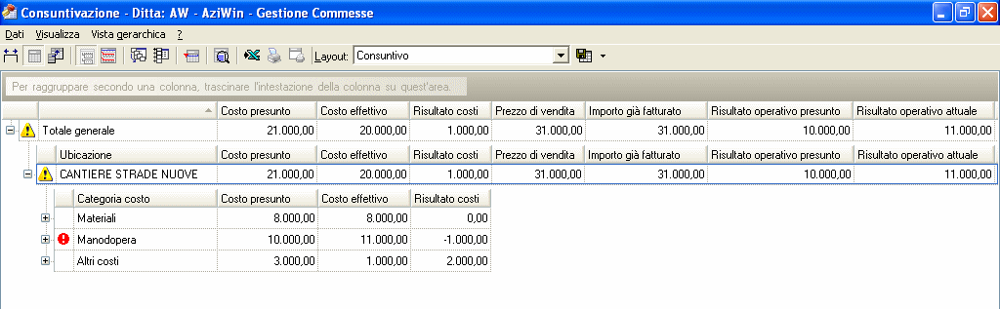 Consuntivazione - Ditta: AW - AziWin - Gestione Commesse
Dati Visualizza Vista gerarchica ?
Layout: Consuntivo
Per raggruppare secondo una colonna, trascinare l'intestazione della colonna su quest'area.
Costo presunto Costo effettivo Risultato costi Prezzo di vendita Importo già fatturato Risultato operativo presunto Risultato operativo attuale
Totale generale 21.000,00 20.000,00 1.000,00 31.000,00 31.000,00 10.000,00 11.000,00
Ubicazione Costo presunto Costo effettivo Risultato costi Prezzo di vendita Importo già fatturato Risultato operativo presunto Risultato operativo attuale
CANTIERE STRADE NUOVE 21.000,00 20.000,00 1.000,00 31.000,00 31.000,00 10.000,00 11.000,00
Categoria costo Costo presunto Costo effettivo Risultato costi
Materiali 8.000,00 8.000,00 0,00
Manodopera 10.000,00 11.000,00 -1.000,00
Altri costi 3.000,00 1.000,00 2.000,00